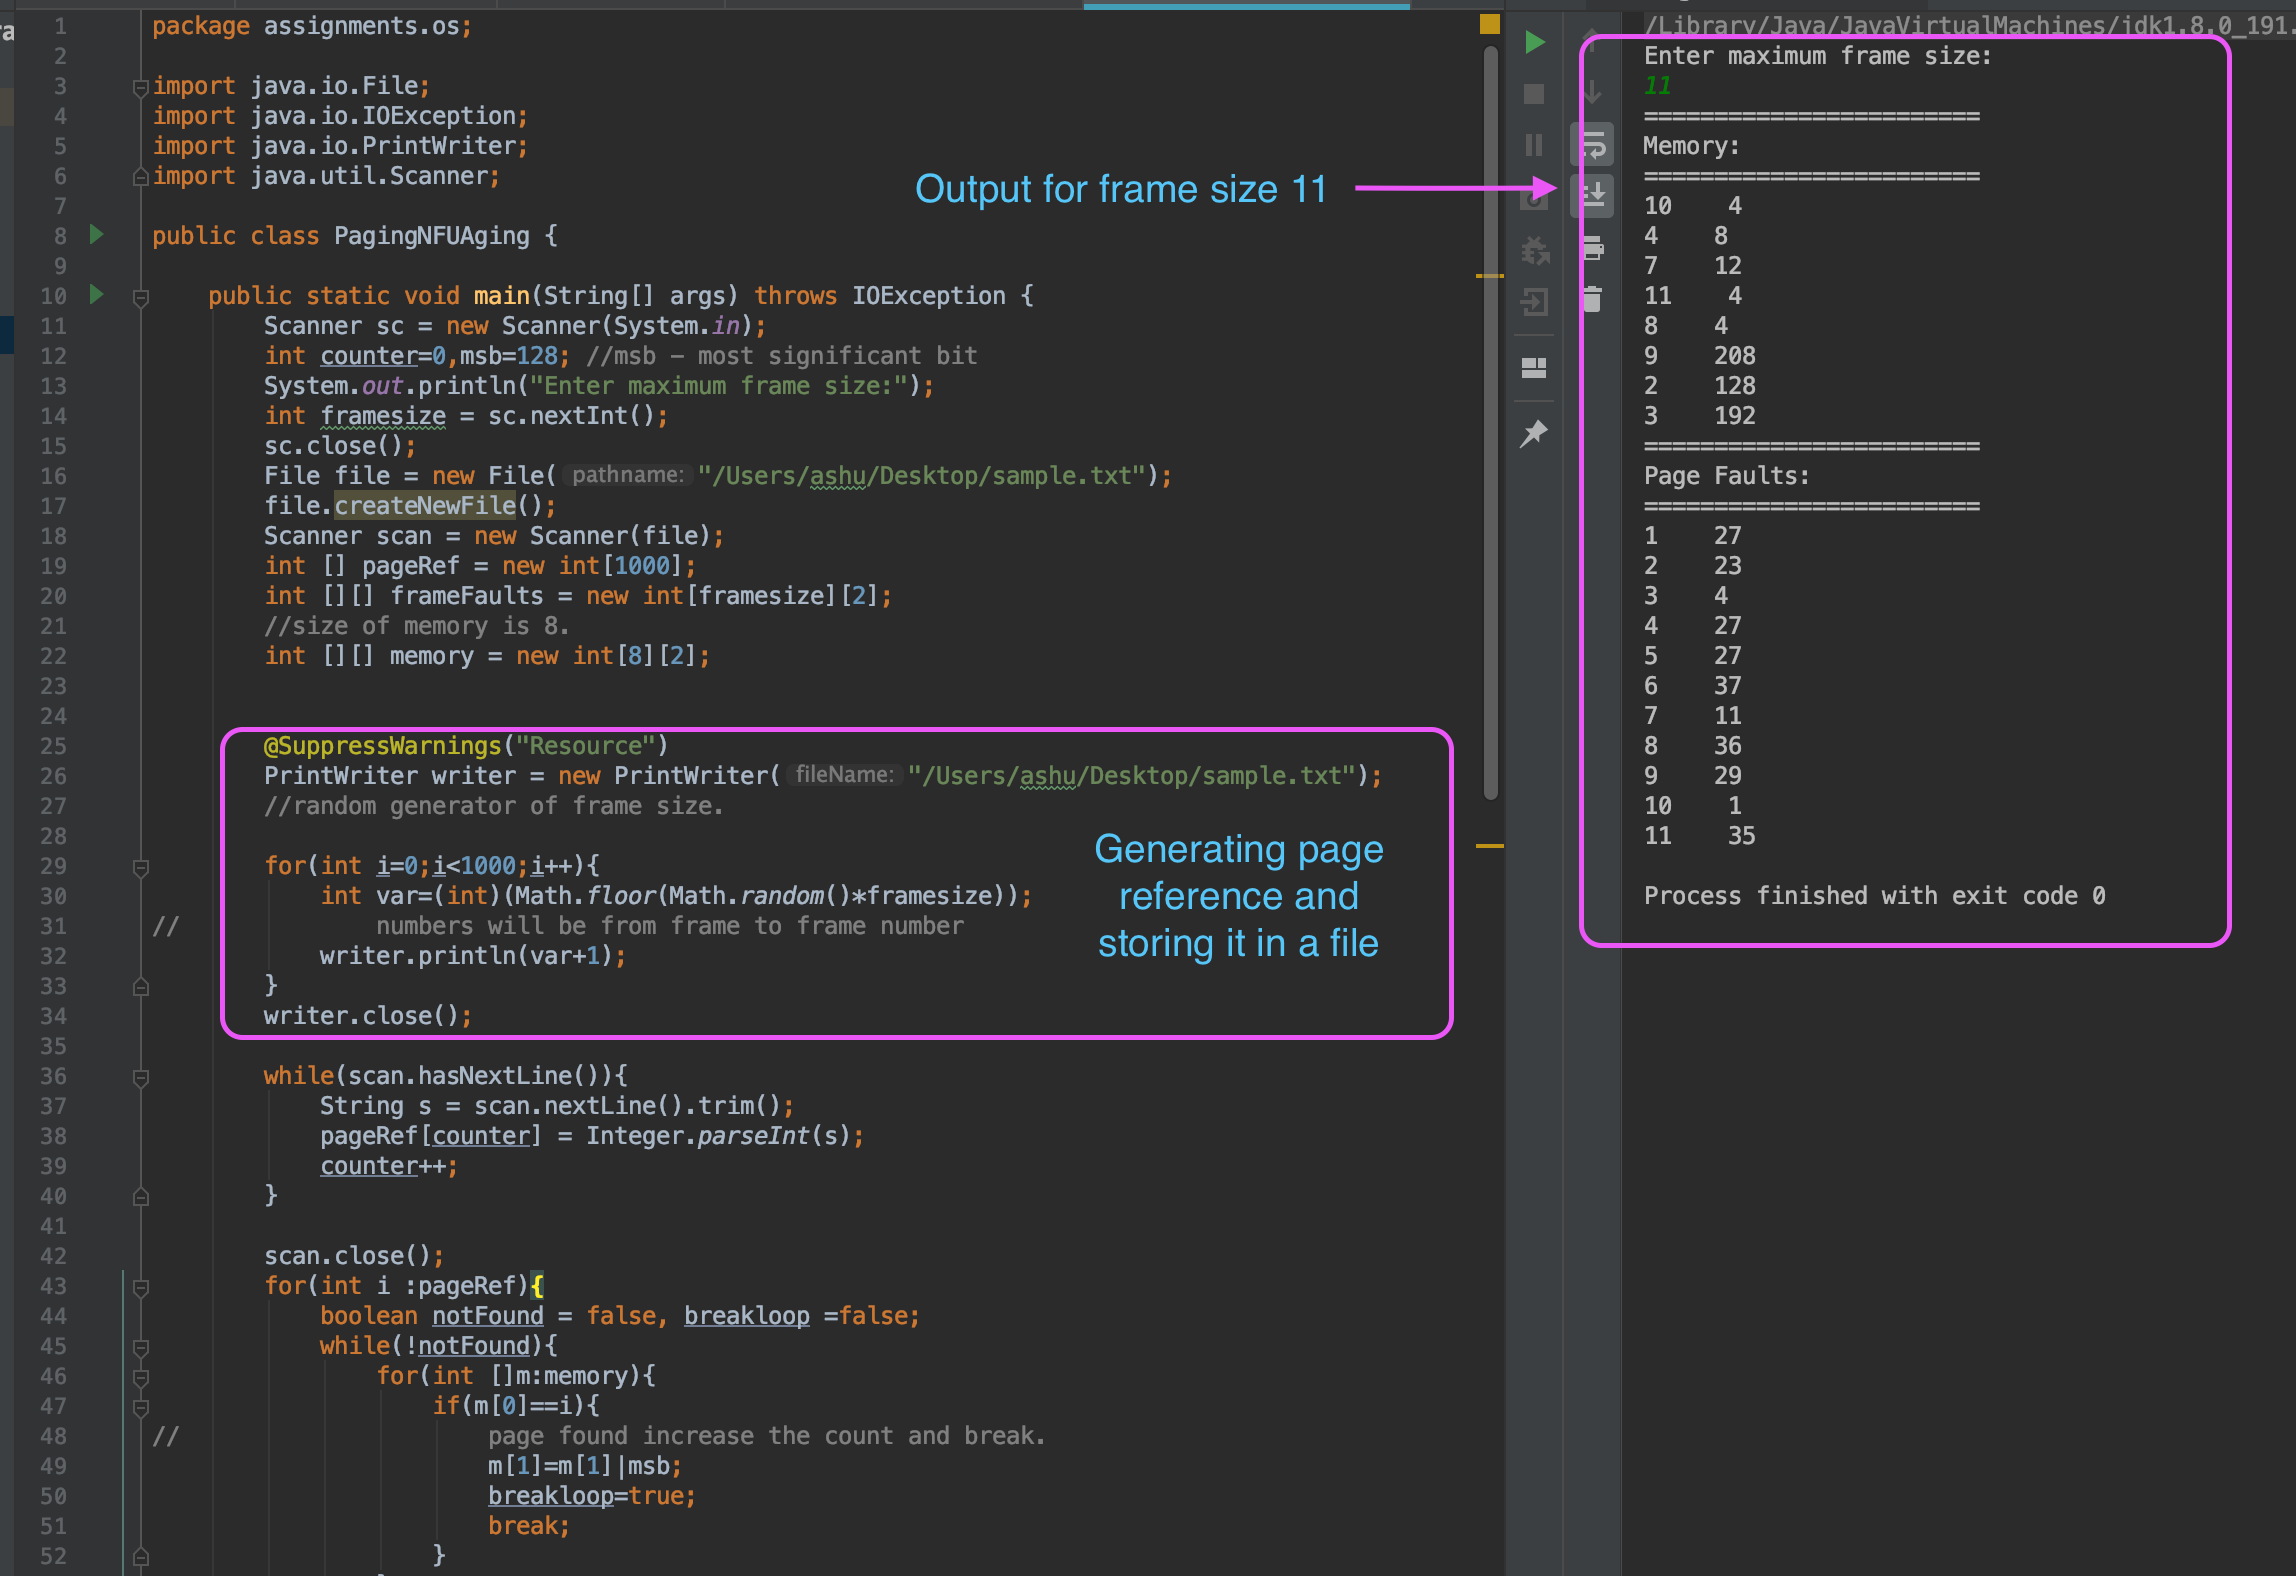 ra
1 package assignments.os;
2
3 import java.io.File;
4 import java.io.IOException;
5 import java.io.PrintWriter;
6 import java.util.Scanner;
7
8 public class PagingNFUAging {
9
10 public static void main(String[] args) throws IOException {
11 Scanner sc = new Scanner(System.in);
12 int counter=0,msb=128; //msb – most significant bit
13 System.out.println("Enter maximum frame size:");
14 int framesize = sc.nextInt();
15 sc.close();
16 File file = new File( pathname: "/Users/ashu/Desktop/sample.txt");
17 file.createNewFile();
18 Scanner scan = new Scanner(file);
19 int [] pageRef = new int[1000];
20 int [][] frameFaults = new int[framesize][2];
21 //size of memory is 8.
22 int [][] memory = new int[8][2];
23
24
25 @SuppressWarnings("Resource")
26 PrintWriter writer = new PrintWriter( fileName: "/Users/ashu/Desktop/sample.txt");
27 //random generator of frame size.
28
29 for(int i=0;i<1000;i++){
30 int var=(int)(Math.floor(Math.random()*framesize));
31 // numbers will be from frame to frame number
32 writer.println(var+1);
33 }
34 writer.close();
35
36 while(scan.hasNextLine()){
37 String s = scan.nextLine().trim();
38 pageRef[counter] = Integer.parseInt(s);
39 counter++;
40 }
41
42 scan.close();
43 for(int i :pageRef){
44 boolean notFound = false, breakloop =false;
45 while(!notFound){
46 for(int []m:memory){
47 if(m[0]==i){
48 // page found increase the count and break.
49 m[1]=m[1]|msb;
50 breakloop=true;
51 break;
52 }
Output for frame size 11
Generating page
reference and
storing it in a file
/Library/Java/JavaVirtualMachines/jdk1.8.0_191.
Enter maximum frame size:
11
========================
Memory:
========================
10 4
4 8
7 12
11 4
8 4
9 208
2 128
3 192
========================
Page Faults:
========================
1 27
2 23
3 4
4 27
5 27
6 37
7 11
8 36
9 29
10 1
11 35
Process finished with exit code 0